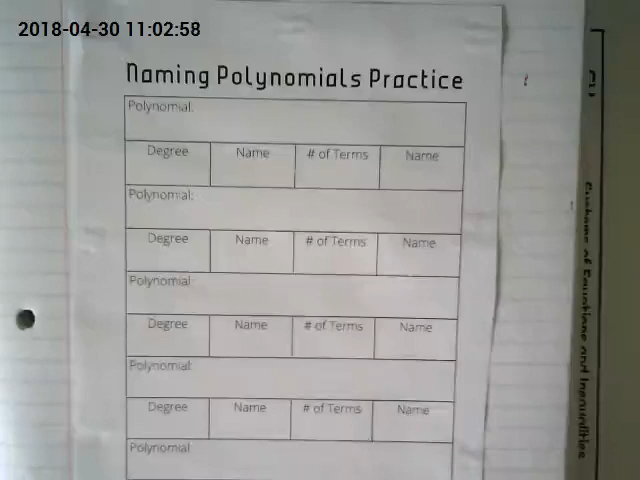 2018-04-30 11:02:58
Naming Polynomials Practice
Polynomial:
Degree Name # of Terms Name
Polynomial:
Degree Name # of Terms Name
Polynomial:
Degree Name # of Terms Name
Polynomial:
Degree Name # of Terms Name
Polynomial:
Systems of Equations and Inequalities